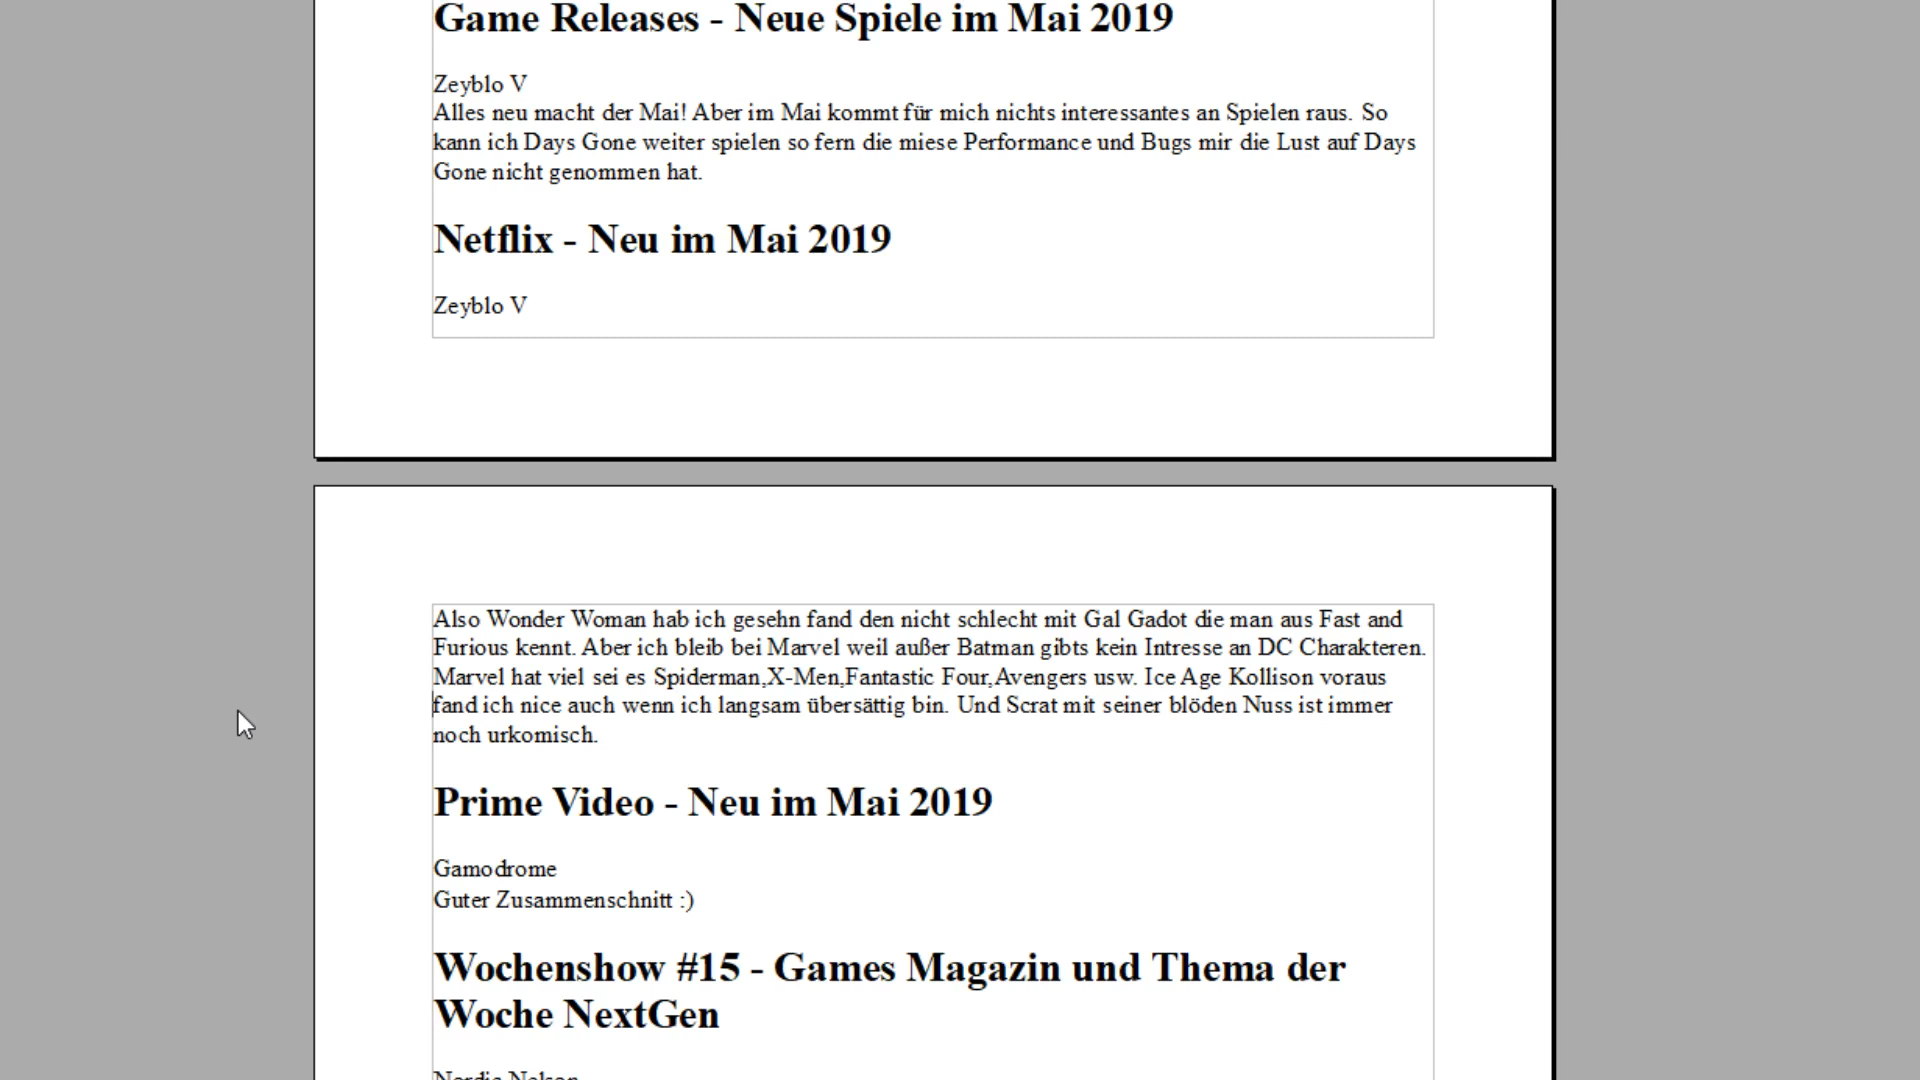 Game Releases - Neue Spiele im Mai 2019
Zeyblo V
Alles neu macht der Mai! Aber im Mai kommt für mich nichts interessantes an Spielen raus. So
kann ich Days Gone weiter spielen so fern die miese Performance und Bugs mir die Lust auf Days
Gone nicht genommen hat.
Netflix - Neu im Mai 2019
Zeyblo V
Also Wonder Woman hab ich gesehn fand den nicht schlecht mit Gal Gadot die man aus Fast and
Furious kennt. Aber ich bleib bei Marvel weil außer Batman gibts kein Intresse an DC Charakteren.
Marvel hat viel sei es Spiderman,X-Men,Fantastic Four,Avengers usw. Ice Age Kollison voraus
fand ich nice auch wenn ich langsam übersättig bin. Und Scrat mit seiner blöden Nuss ist immer
noch urkomisch.
Prime Video - Neu im Mai 2019
Gamodrome
Guter Zusammenschnitt :)
Wochenshow #15 - Games Magazin und Thema der
Woche NextGen
Nerdic Nelson